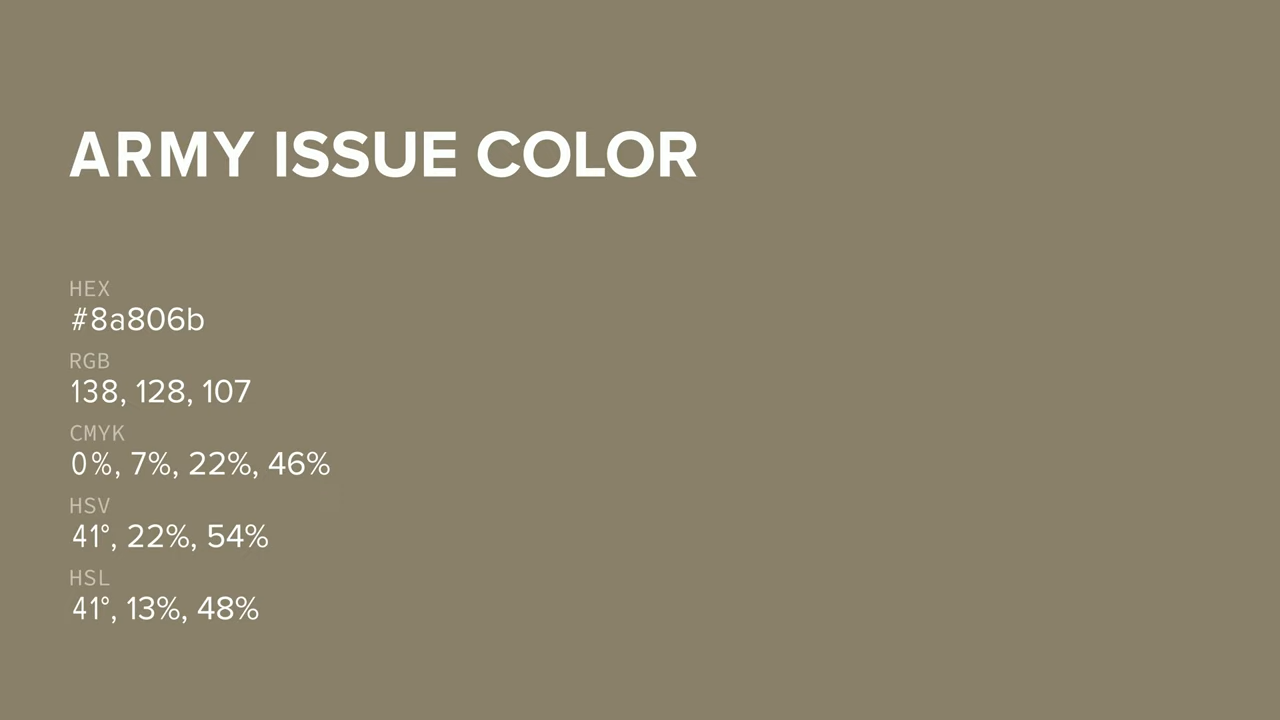 ARMY ISSUE COLOR
HEX
#8a806b
RGB
138, 128, 107
CMYK
0%, 7%, 22%, 46%
HSV
41°, 22%, 54%
HSL
41°, 13%, 48%